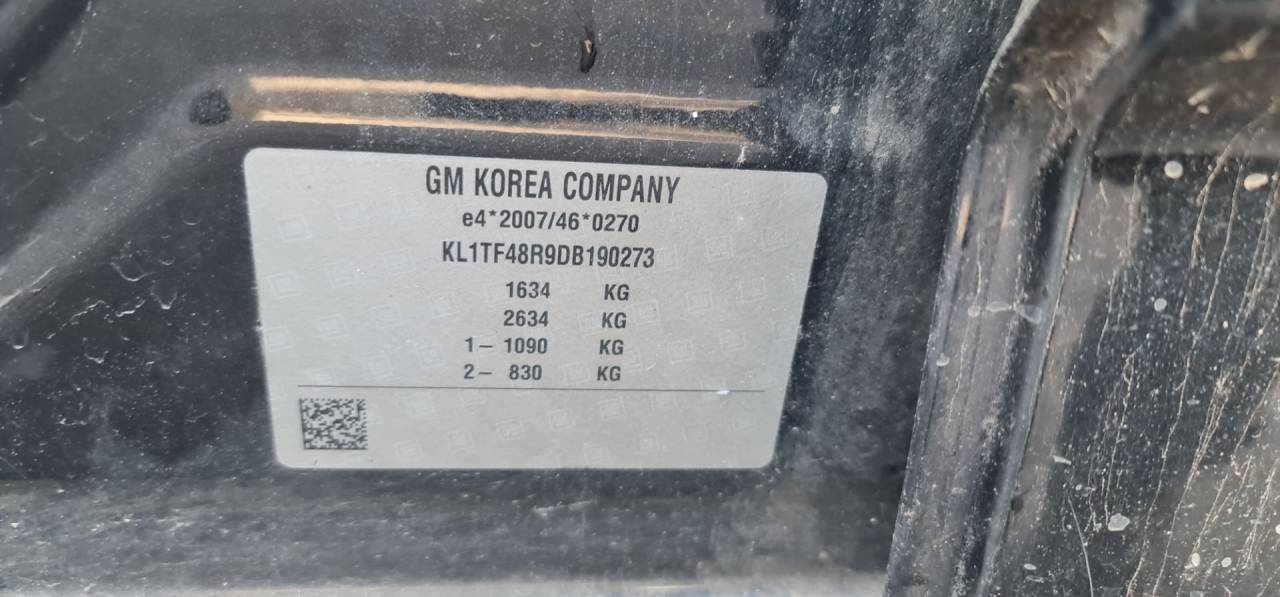 GM KOREA COMPANY
e4*2007/46*0270
KL1TF48R9DB190273
1634 KG
2634 KG
1– 1090 KG
2– 830 KG